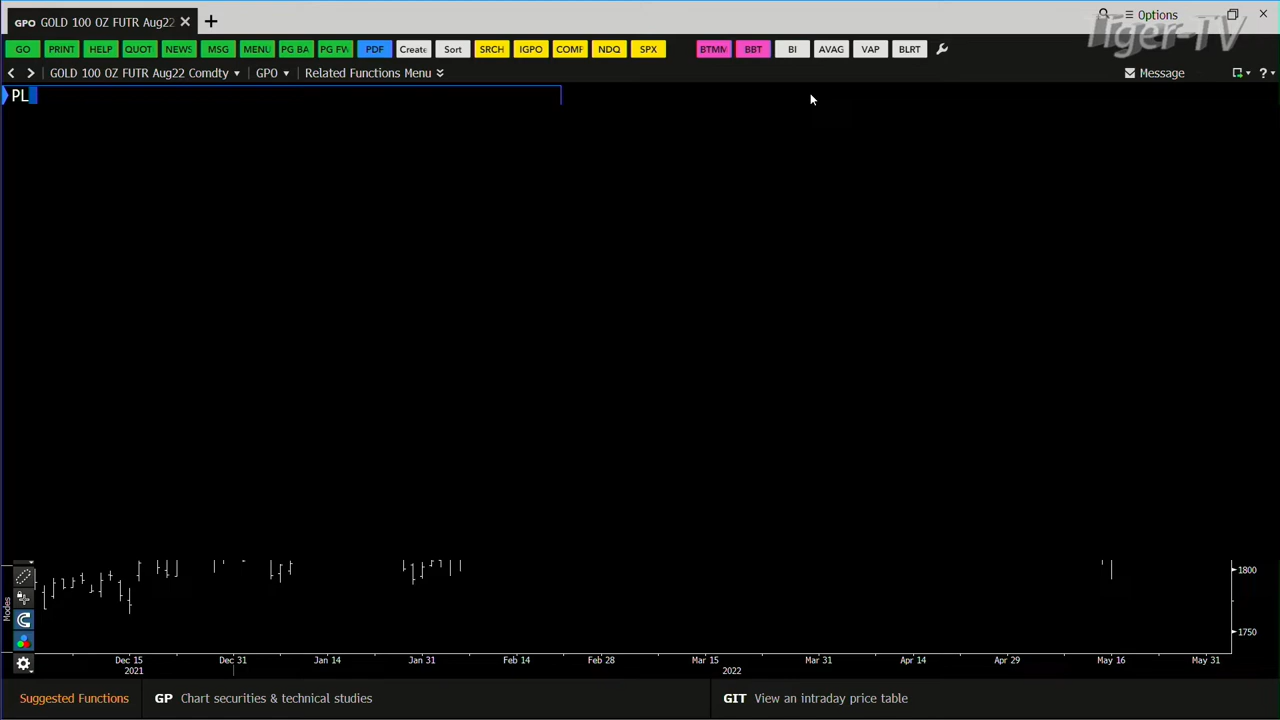 GPO GOLD 100 OZ FUTR Aug22
Options
Tiger-TV
GO PRINT HELP QUOT NEWS MSG MENU PG BA PG FW PDF Create Sort SRCH IGPO COMF NDQ SPX BTMM BBT BI AVAG VAP BLRT
GOLD 100 OZ FUTR Aug22 Comdty GPO Related Functions Menu Message ?
PL
1800
Modes
1750
Dec 15 Dec 31 Jan 14 Jan 31 Feb 14 Feb 28 Mar 15 Mar 31 Apr 14 Apr 29 May 16 May 31
2021 2022
Suggested Functions GP Chart securities & technical studies GIT View an intraday price table